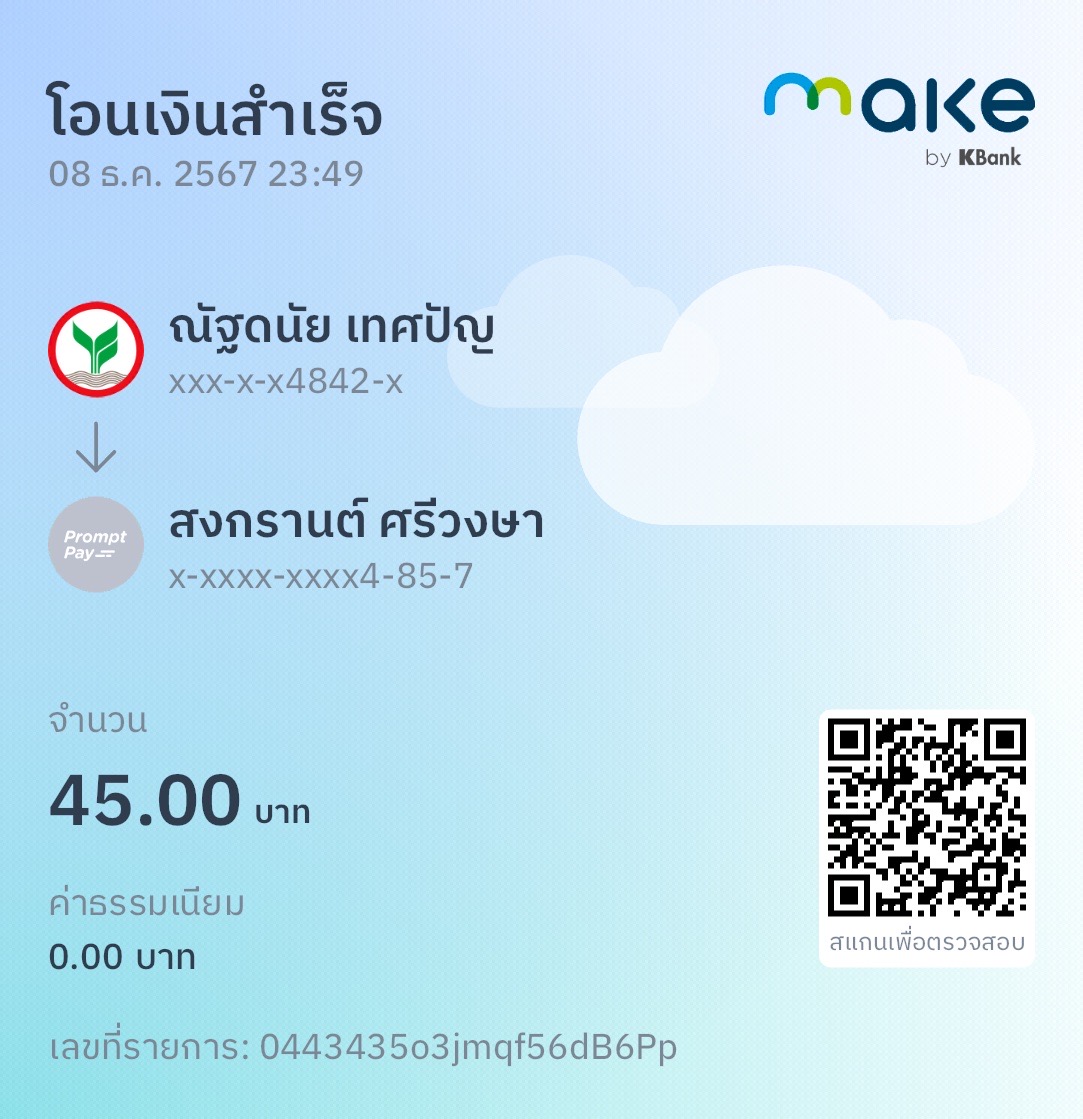 โอนเงินสำเร็จ
08 ธ.ค. 2567 23:49
make
by KBank
ณัฐดนัย เทศปัญ
xxx-x-x4842-x
Prompt
Pay
สงกรานต์ ศรีวงษา
x-xxxx-xxxx4-85-7
จำนวน
45.00 บาท
ค่าธรรมเนียม
0.00 บาท
สแกนเพื่อตรวจสอบ
เลขที่รายการ: 0443435o3jmqf56dB6Pp